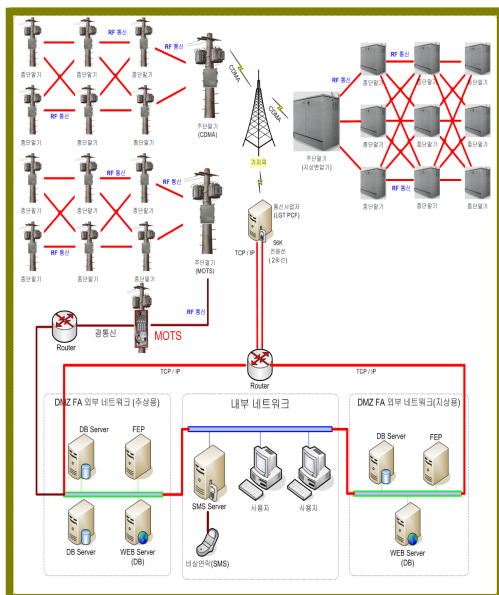 RF 통신
RF 통신
종단말기
종단말기
종단말기
RF 통신
종단말기
종단말기
종단말기
주단말기
(CDMA)
CDMA
CDMA
기지국
RF 통신
종단말기
종단말기
종단말기
종단말기
종단말기
종단말기
RF 통신
종단말기
종단말기
종단말기
주단말기
(지상변압기)
RF 통신
종단말기
종단말기
종단말기
RF 통신
종단말기
종단말기
종단말기
주단말기
(MOTS)
RF 통신
통신사업자
(LGT PCF)
TCP / IP
56K
전용선
( 2회선)
Router
광통신
MOTS
TCP / IP
Router
TCP / IP
DMZ FA 외부 네트워크 (주상용)
DB Server
FEP
DB Server
WEB Server
(DB)
내부 네트워크
SMS Server
사용자
사용자
비상연락(SMS)
DMZ FA 외부 네트워크(지상용)
DB Server
FEP
WEB Server
(DB)